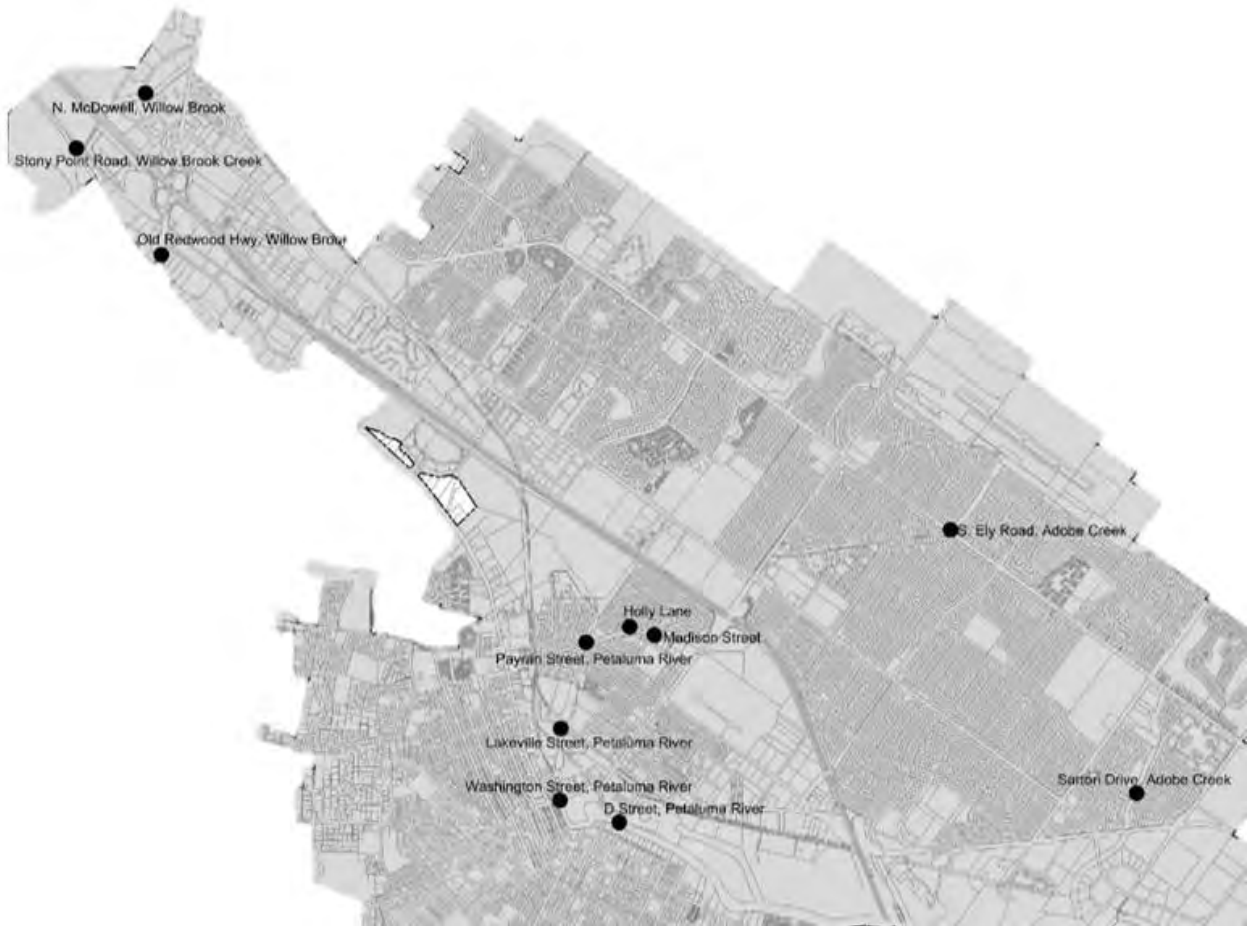 N. McDowell, Willow Brook
Stony Point Road, Willow Brook Creek
Old Redwood Hwy, Willow Brook
S. Ely Road, Adobe Creek
Holly Lane
Madison Street
Payran Street, Petaluma River
Lakeville Street, Petaluma River
Washington Street, Petaluma River
Sartori Drive, Adobe Creek
D Street, Petaluma River